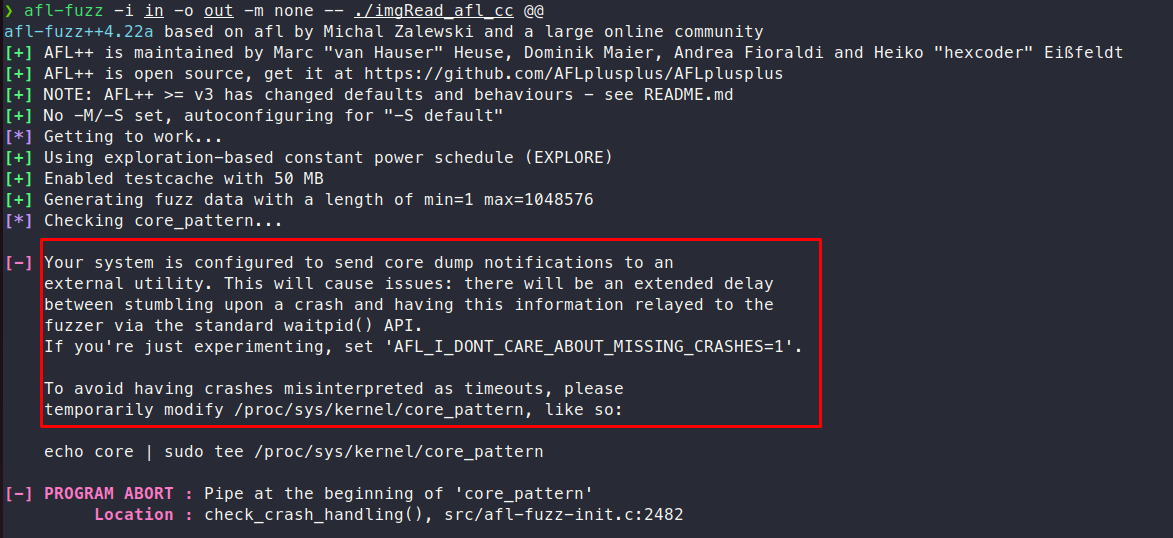 ❯ afl-fuzz -i in -o out -m none -- ./imgRead_afl_cc @@
afl-fuzz++4.22a based on afl by Michal Zalewski and a large online community
[+] AFL++ is maintained by Marc "van Hauser" Heuse, Dominik Maier, Andrea Fioraldi and Heiko "hexcoder" Eißfeldt
[+] AFL++ is open source, get it at https://github.com/AFLplusplus/AFLplusplus
[+] NOTE: AFL++ >= v3 has changed defaults and behaviours - see README.md
[+] No -M/-S set, autoconfiguring for "-S default"
[*] Getting to work...
[+] Using exploration-based constant power schedule (EXPLORE)
[+] Enabled testcache with 50 MB
[+] Generating fuzz data with a length of min=1 max=1048576
[*] Checking core_pattern...
[-] Your system is configured to send core dump notifications to an
external utility. This will cause issues: there will be an extended delay
between stumbling upon a crash and having this information relayed to the
fuzzer via the standard waitpid() API.
If you're just experimenting, set 'AFL_I_DONT_CARE_ABOUT_MISSING_CRASHES=1'.
To avoid having crashes misinterpreted as timeouts, please
temporarily modify /proc/sys/kernel/core_pattern, like so:
echo core | sudo tee /proc/sys/kernel/core_pattern
[-] PROGRAM ABORT : Pipe at the beginning of 'core_pattern'
Location : check_crash_handling(), src/afl-fuzz-init.c:2482